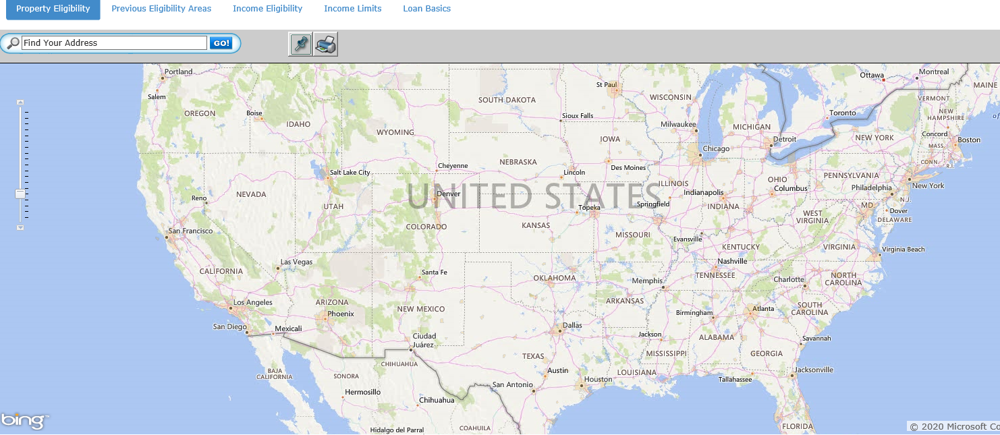 Property Eligibility Previous Eligibility Areas Income Eligibility Income Limits Loan Basics
Find Your Address GO!
Portland
Ottawa
Montreal
St Paul
MAINE
Salem
SOUTH DAKOTA
WISCONSIN
VERMONT
OREGON
Boise
IDAHO
Sioux Falls
Toronto
NEW
HAMPSHIRE
of
WYOMING
Milwaukee
MICHIGAN
IOWA
Detroit
NEW YORK
Concord
Boston
MASS.
Chicago
Cheyenne
NEBRASKA
Des Moines
CONN.
R.I.
Salt Lake City
Lincoln
PENNSYLVANIA
OHIO
UNITED STATES
ILLINOIS
Columbus
Philadelphia
New York
NEVADA
Reno
UTAH
Denver
Indianapolis
Springfield
Topeka
INDIANA
N.J.
MD.
Dover
DELAWARE
WEST
VIRGINIA
San Francisco
COLORADO
KANSAS
MISSOURI
Evansville
KENTUCKY
VIRGINIA
Virginia Beach
Las Vegas
Nashville
CALIFORNIA
Santa Fe
OKLAHOMA
Memphis
TENNESSEE
Charlotte
NORTH
CAROLINA
Los Angeles
ARIZONA
NEW MEXICO
ARKANSAS
Atlanta
SOUTH
CAROLINA
Phoenix
Birmingham
San Diego
Mexicali
Dallas
Ciudad
Juárez
Jackson
ALABAMA
Savannah
TEXAS
MISSISSIPPI
GEORGIA
CHIHUAHUA
BAJA
CALIFORNIA
SONORA
Austin
LOUISIANA
Jacksonville
Houston
Tallahassee
San Antonio
Hermosillo
Chihuahua
bing™
Hidalgo del Parral
COAHUILA
FLORIDA
© 2020 Microsoft Co